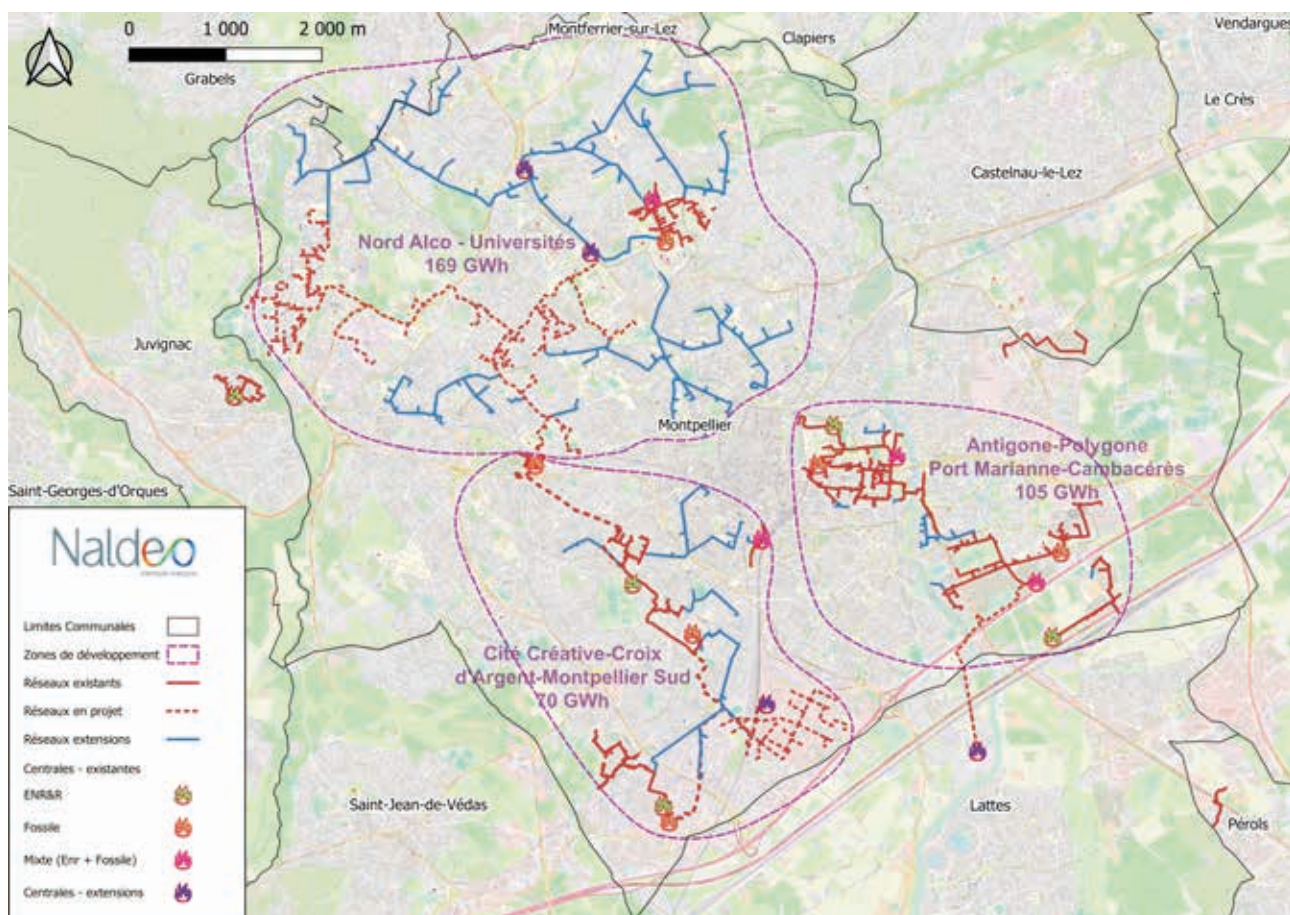 0 1 000 2 000 m
Montferrier-sur-Lez
Clapiers
Vendargues
Grabels
Le Crès
Castelnau-le-Lez
Nord Alco - Universités
169 GWh
Juvignac
Montpellier
Antigone-Polygone
Port Marianne-Cambacérès
105 GWh
Saint-Georges-d'Orques
Cité Créative-Croix
d'Argent-Montpellier Sud
70 GWh
Saint-Jean-de-Védas
Lattes
Pérols
Naldeo
Limites Communales
Zones de développement
Réseaux existants
Réseaux en projet
Réseaux extensions
Centrales - existantes
ENR&R
Fossile
Mixte (Enr + Fossile)
Centrales - extensions